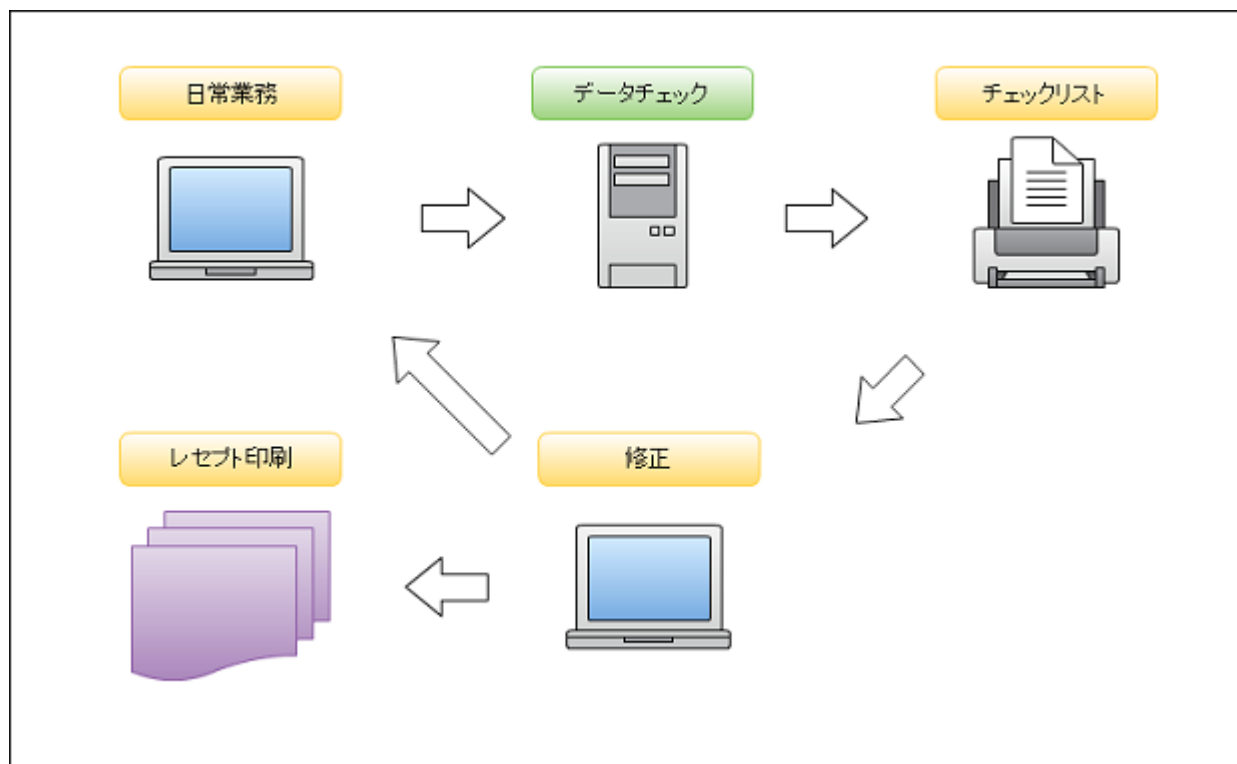 日常業務
データチェック
チェックリスト
レセプト印刷
修正